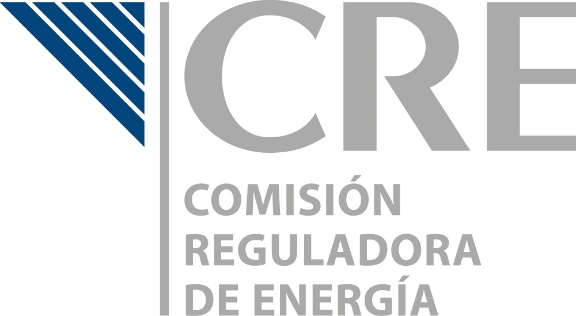 CRE
COMISIÓN
REGULADORA
DE ENERGÍA